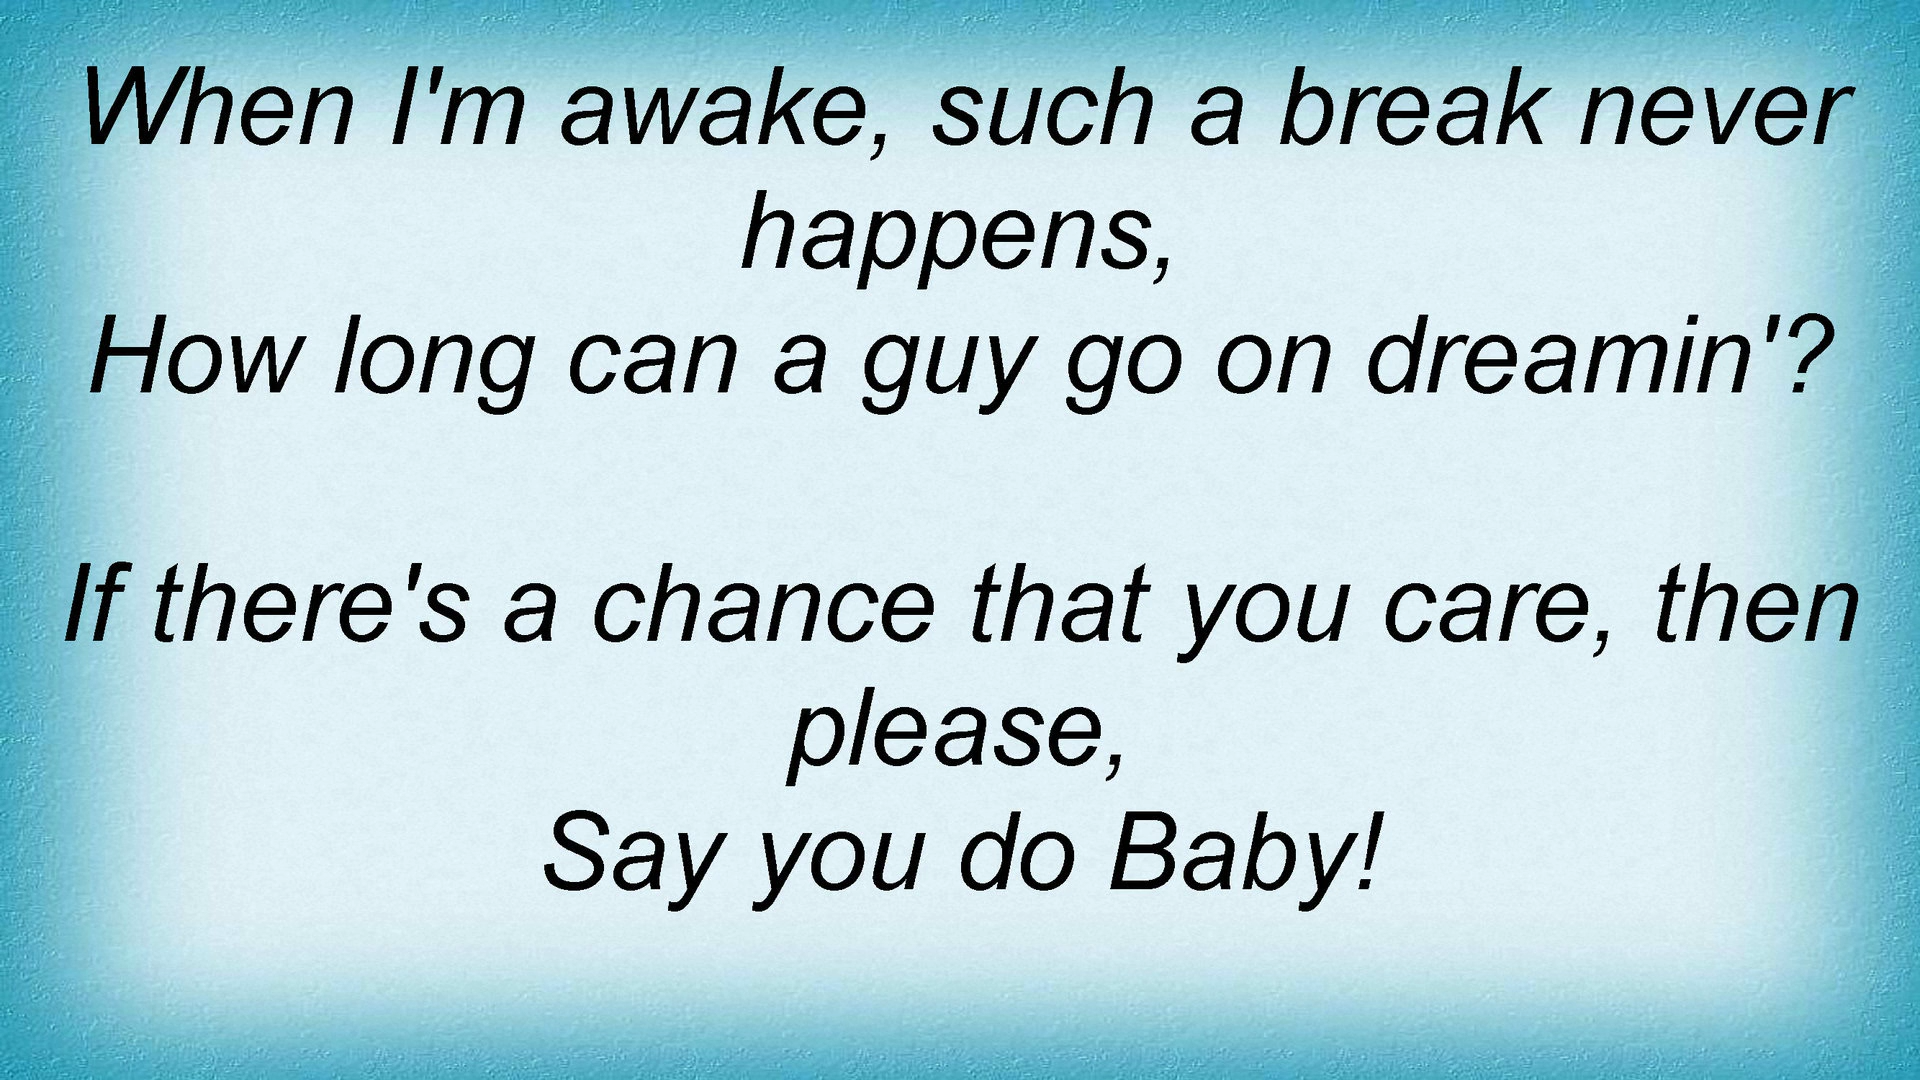 When I'm awake, such a break never
happens,
How long can a guy go on dreamin'?
If there's a chance that you care, then
please,
Say you do Baby!